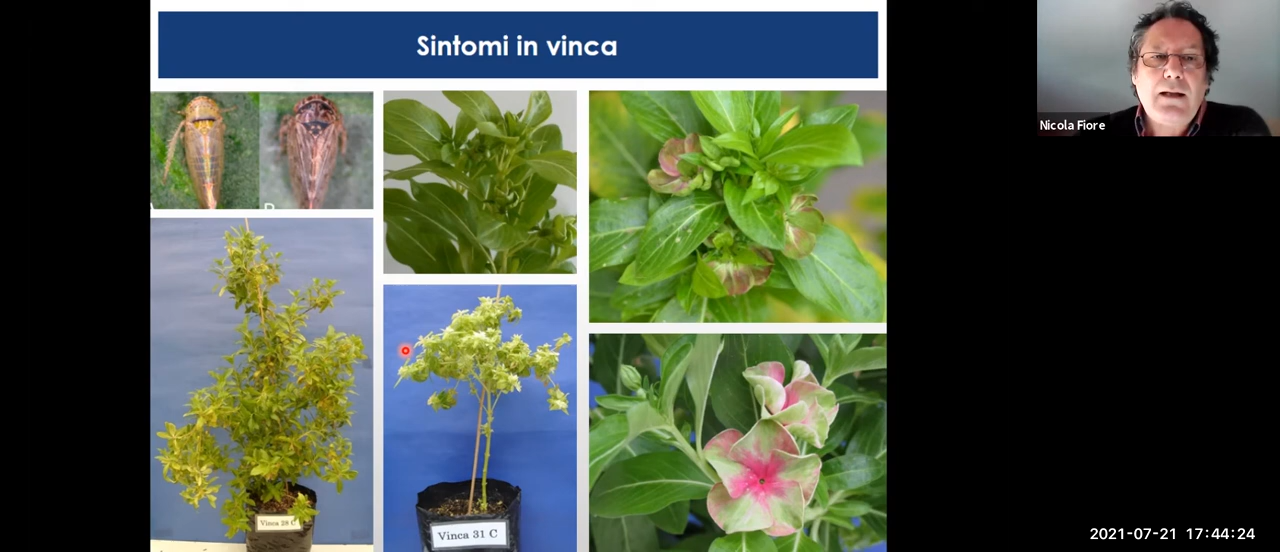 Sintomi in vinca
Nicola Fiore
B
Vinca 28 C
Vinca 31 C
2021-07-21 17:44:24